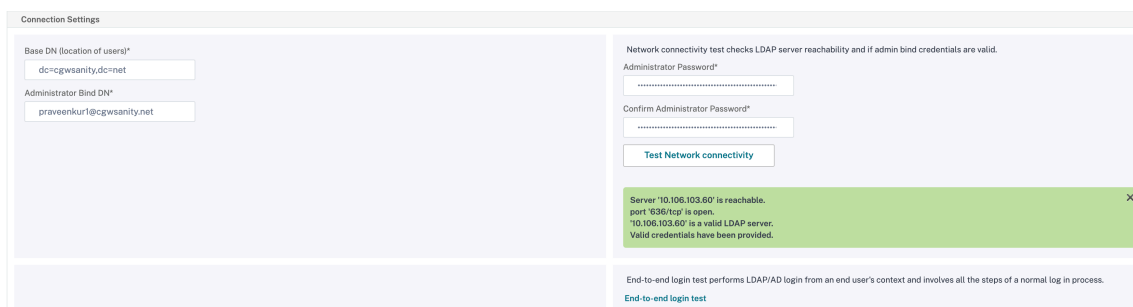 Connection Settings
Base DN (location of users)*
dc=cgwsanity,dc=net
Administrator Bind DN*
praveenkur1@cgwsanity.net
Network connectivity test checks LDAP server reachability and if admin bind credentials are valid.
Administrator Password*
Confirm Administrator Password*
Test Network connectivity
Server '10.106.103.60' is reachable.
port '636/tcp' is open.
'10.106.103.60' is a valid LDAP server.
Valid credentials have been provided.
End-to-end login test performs LDAP/AD login from an end user's context and involves all the steps of a normal log in process.
End-to-end login test